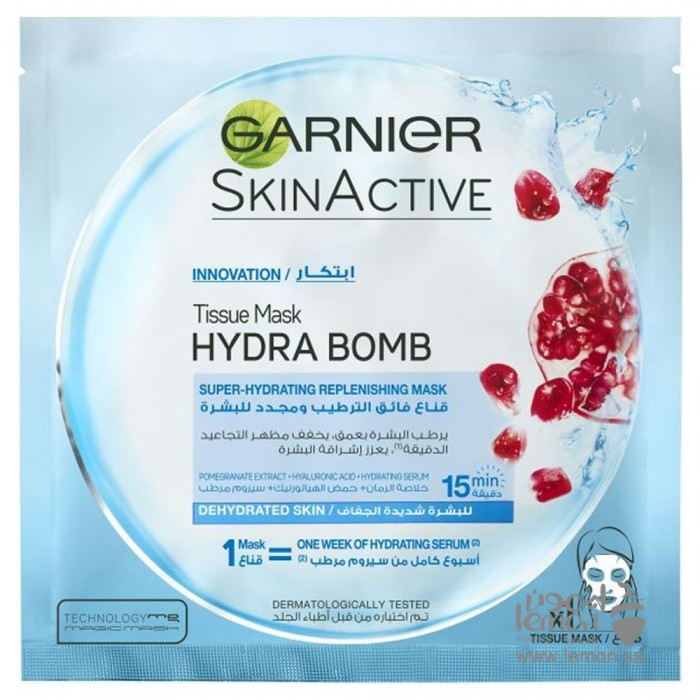 GARNIER
SKINACTIVE
INNOVATION / ابتكار
Tissue Mask
HYDRA BOMB
SUPER-HYDRATING REPLENISHING MASK
قناع فائق الترطيب ومجدد للبشرة
يرطب البشرة بعمق، يخفف مظهر التجاعيد
الدقيقة⁽¹⁾، يعزز إشراقة البشرة
POMEGRANATE EXTRACT + HYALURONIC ACID + HYDRATING SERUM
خلاصة الرمان+ حمض الهيالورنيك+ سيروم مرطب
15 min
دقيقة
DEHYDRATED SKIN / للبشرة شديدة الجفاف
1 Mask = ONE WEEK OF HYDRATING SERUM ⁽²⁾
قناع أسبوع كامل من سيروم مرطب ⁽²⁾
TECHNOLOGY
MAGIC MASK
DERMATOLOGICALLY TESTED
تم اختباره من قبل أطباء الجلد
ليمون
lemon
TISSUE MASK / قناع
www.lemon.sa